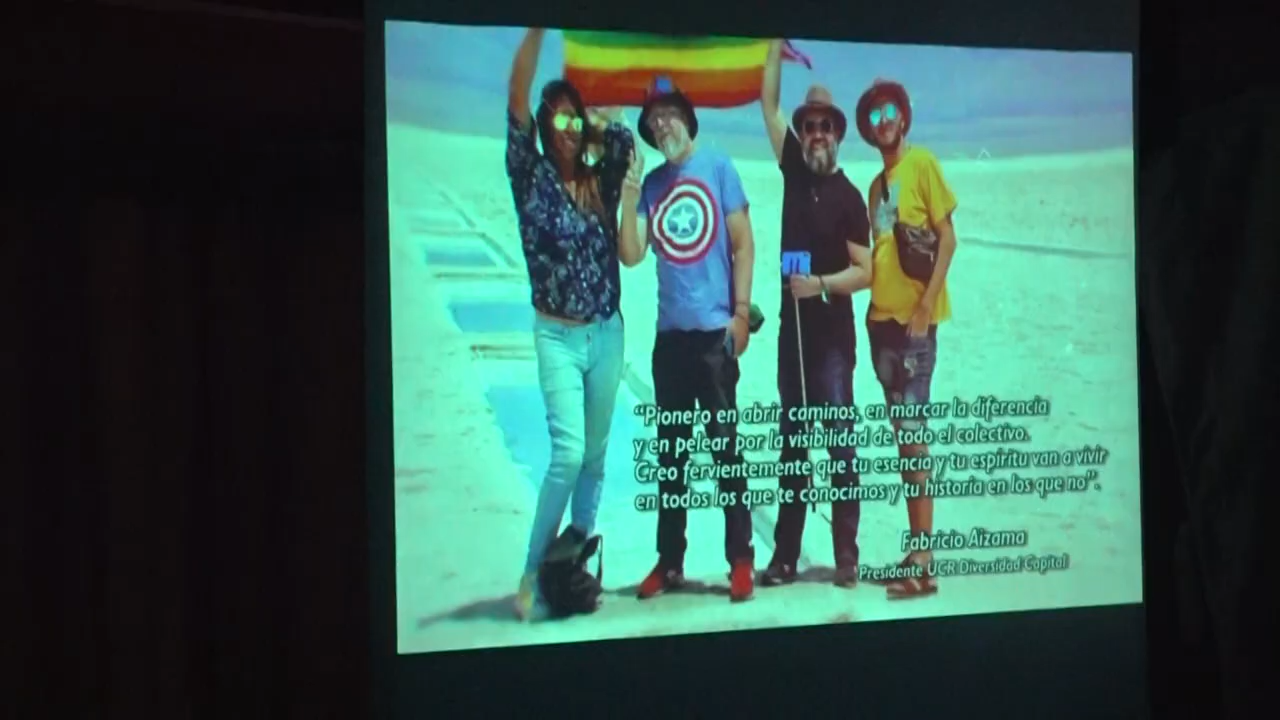 “Pionero en abrir caminos, en marcar la diferencia
y en pelear por la visibilidad de todo el colectivo.
Creo fervientemente que tu esencia y tu espíritu van a vivir
en todos los que te conocimos y tu historia en los que no”.
Fabricio Aizama
Presidente UCR Diversidad Capital